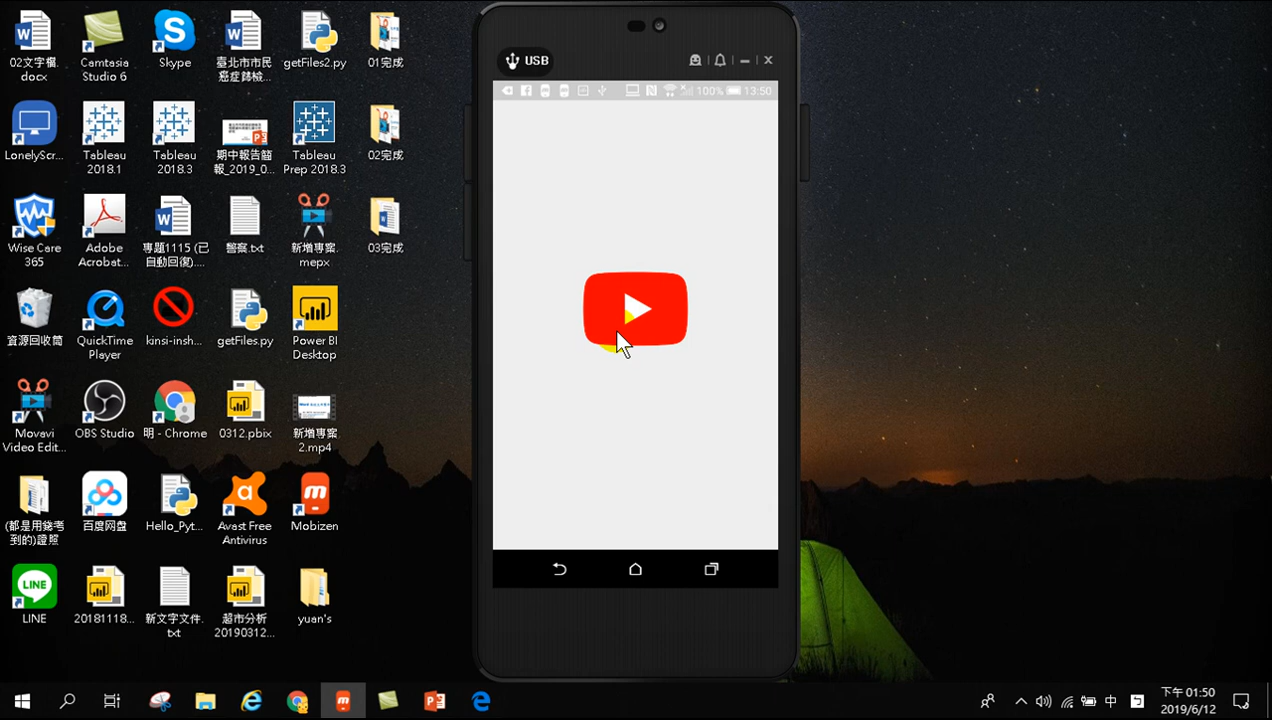 02文字檔.
docx
Camtasia
Studio 6
Skype
臺北市市民
癌症篩檢...
getFiles2.py
01完成
LonelyScr...
Tableau
2018.1
Tableau
2018.3
期中報告簡
報_2019_0...
Tableau
Prep 2018.3
02完成
Wise Care
365
Adobe
Acrobat...
專題1115 (已
自動回復)....
警察.txt
新增專案.
mepx
03完成
資源回收筒
QuickTime
Player
kinsi-insh...
getFiles.py
Power BI
Desktop
Movavi
Video Edit...
OBS Studio
明 - Chrome
0312.pbix
新增專案
2.mp4
(都是用錢考
到的)證照
百度网盘
Hello_Pyt...
Avast Free
Antivirus
Mobizen
LINE
LINE
20181118...
新文字文件.
txt
超市分析
20190312...
yuan's
USB
100% 13:50
中
下午 01:50
2019/6/12